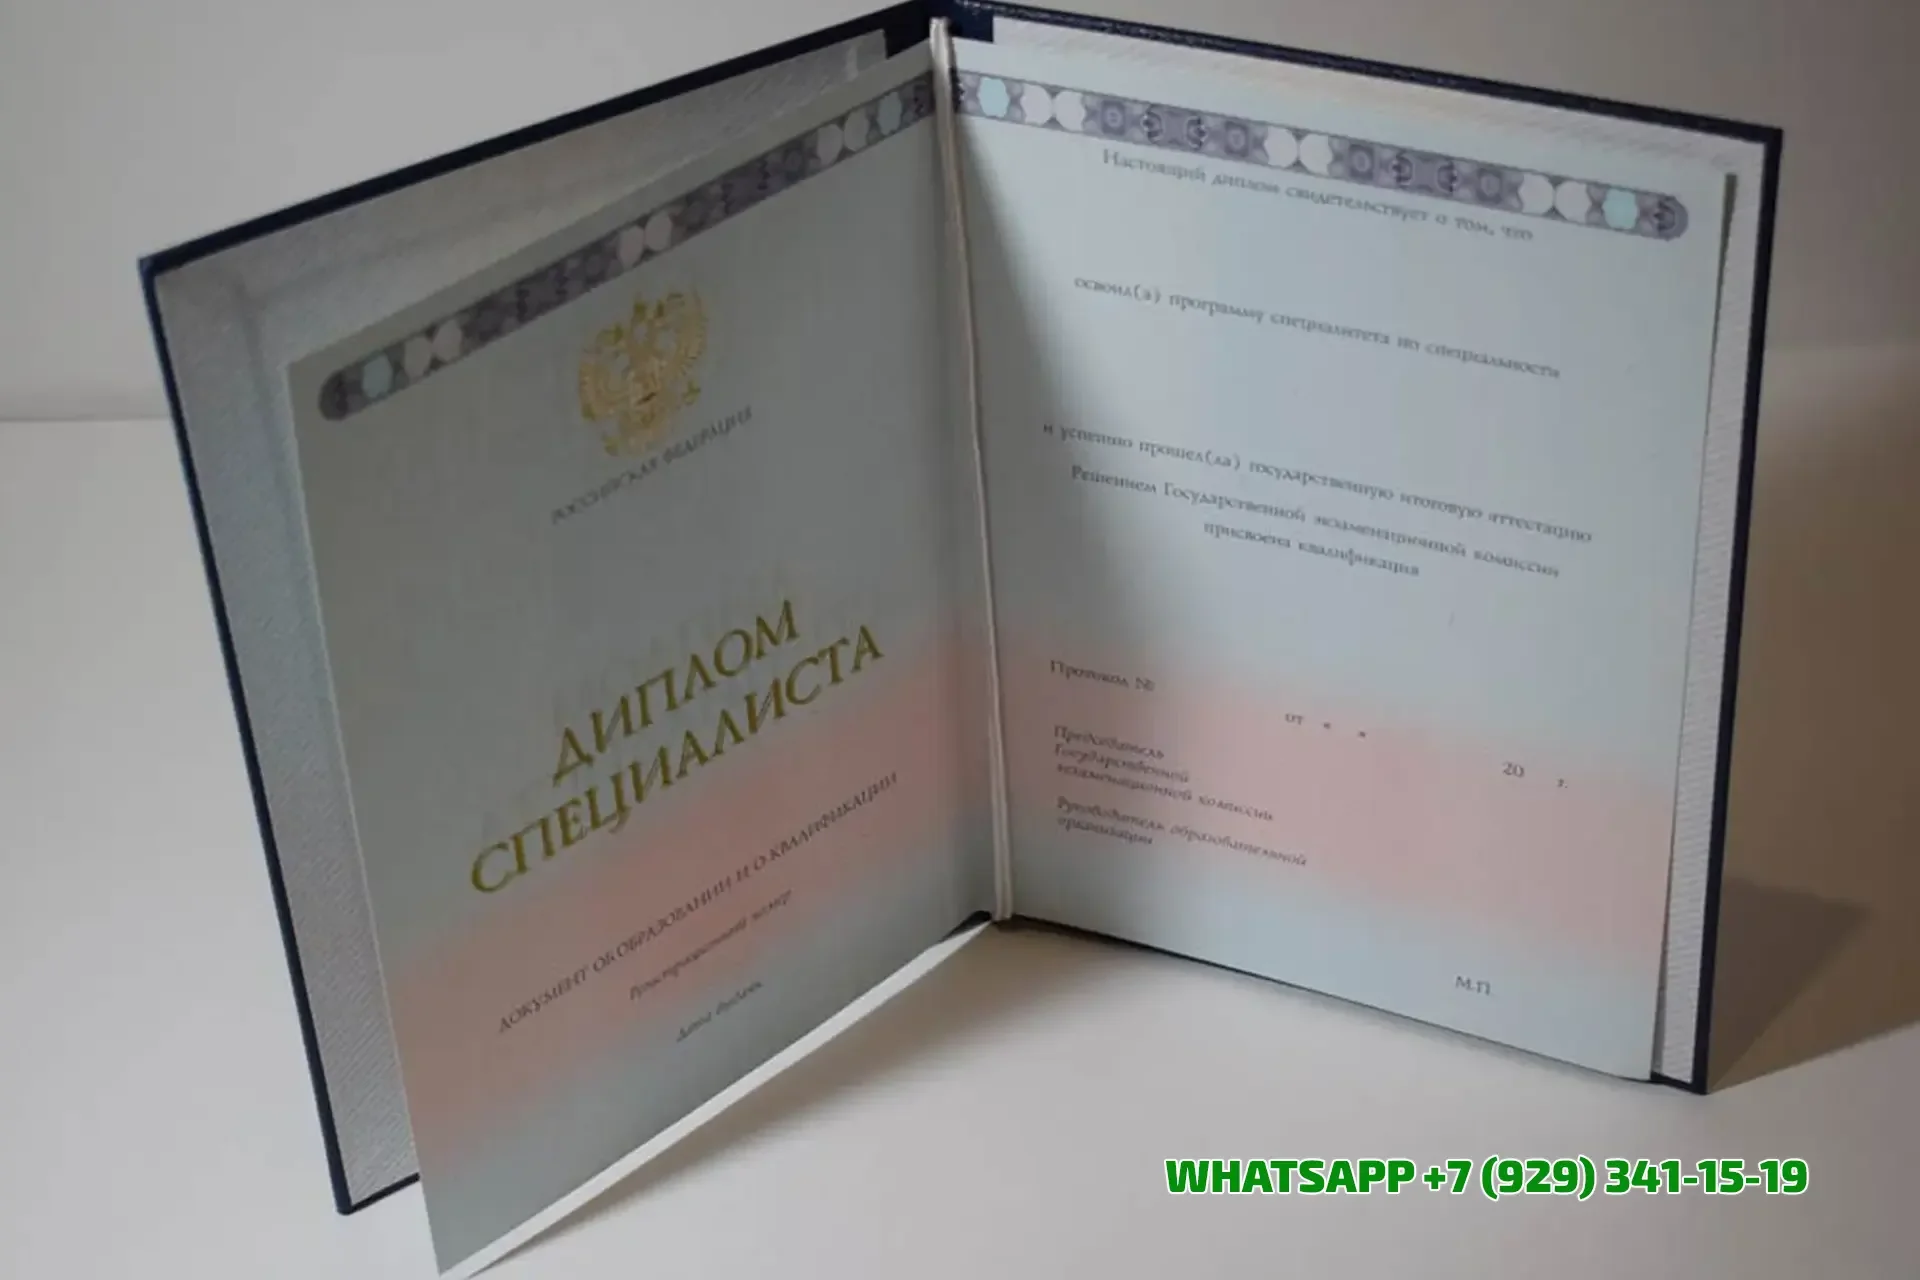 РОССИЙСКАЯ ФЕДЕРАЦИЯ
ДИПЛОМ
СПЕЦИАЛИСТА
ДОКУМЕНТ ОБ ОБРАЗОВАНИИ И О КВАЛИФИКАЦИИ
Регистрационный номер
Дата выдачи
Настоящий диплом свидетельствует о том, что
освоил(а) программу специалитета по специальности
и успешно прошел(ла) государственную итоговую аттестацию
Решением Государственной экзаменационной комиссии
присвоена квалификация
Протокол №
от « »
20 г.
Председатель
Государственной
экзаменационной комиссии
Руководитель образовательной
организации
М.П.
WHATSAPP +7 (929) 341-15-19